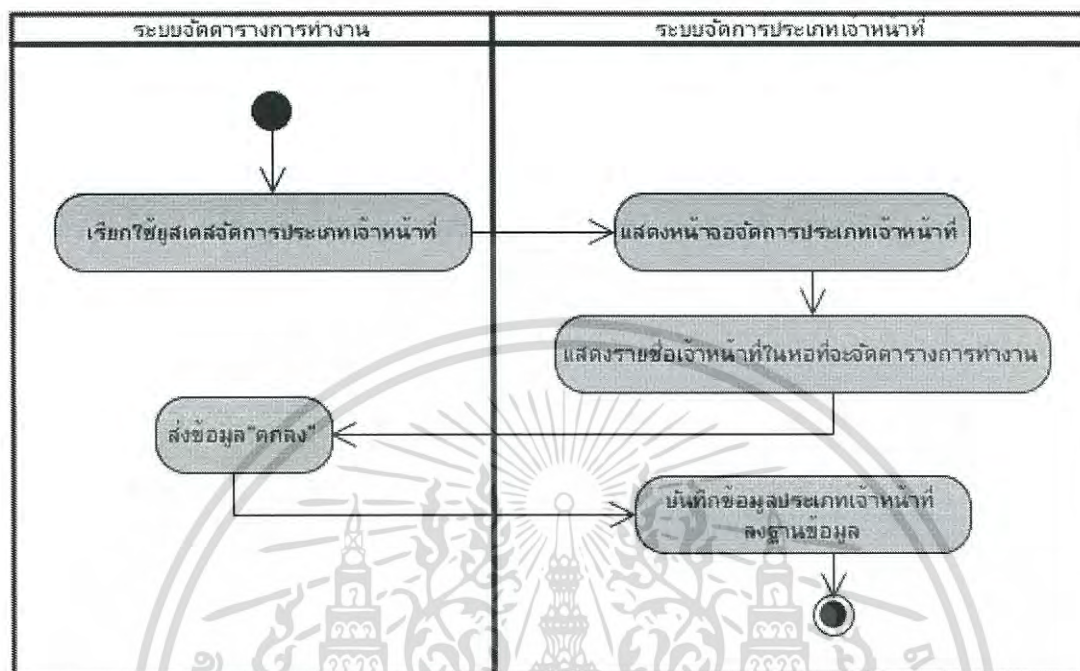 ระบบจัดตารางการทำงาน
ระบบจัดการประเภทเจ้าหน้าที่
เรียกใช้ยูสเคสจัดการประเภทเจ้าหน้าที่
แสดงหน้าจอจัดการประเภทเจ้าหน้าที่
แสดงรายชื่อเจ้าหน้าที่ในหอที่จะจัดตารางการทำงาน
ส่งข้อมูล"ตกลง"
บันทึกข้อมูลประเภทเจ้าหน้าที่
ลงฐานข้อมูล